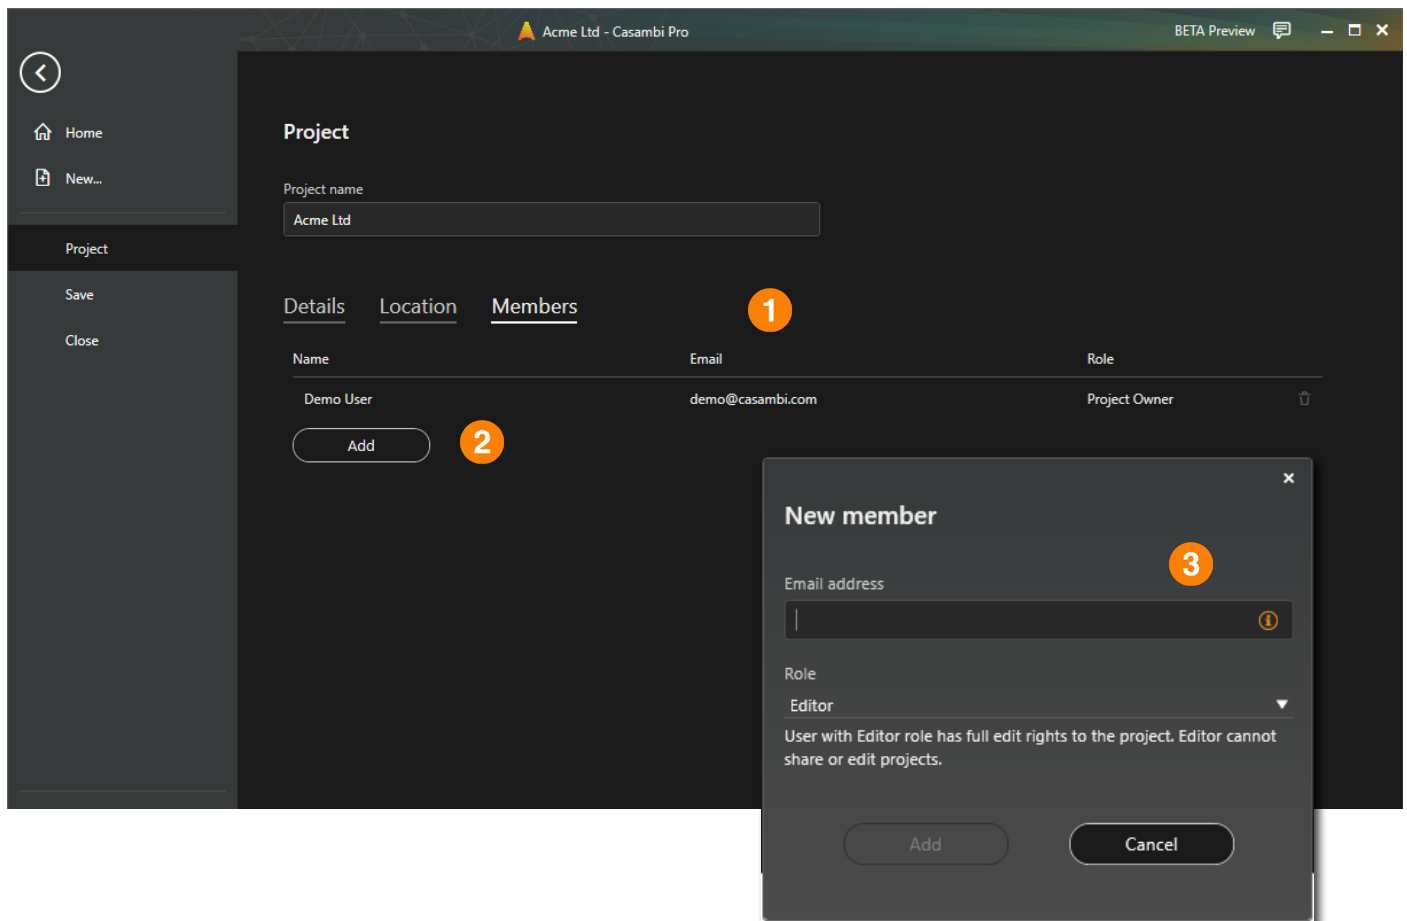 Acme Ltd - Casambi Pro
BETA Preview
Home
New...
Project
Save
Close
Project
Project name
Acme Ltd
Details Location Members
1
Name Email Role
Demo User demo@casambi.com Project Owner
Add
2
New member
3
Email address
Role
Editor
User with Editor role has full edit rights to the project. Editor cannot
share or edit projects.
Add Cancel